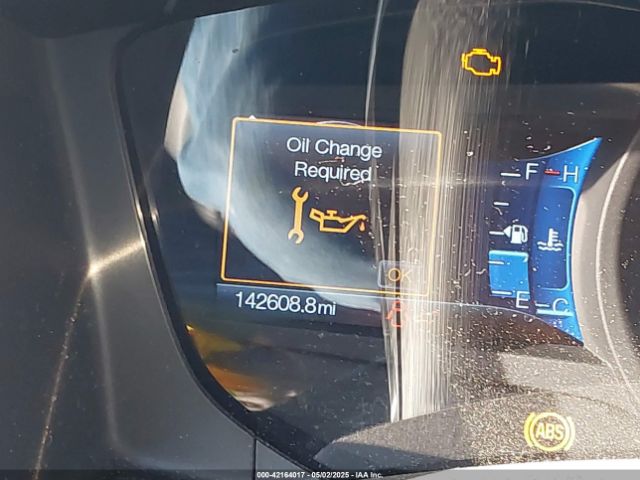 Oil Change
Required
OK
142608.8mi
F H
E C
ABS
000-42164017 - 05/02/2025 - IAA Inc.